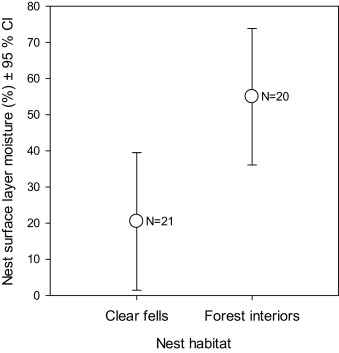 Nest surface layer moisture (%) ± 95 % CI
80
70
60
50
40
30
20
10
0
N=20
N=21
Clear fells Forest interiors
Nest habitat